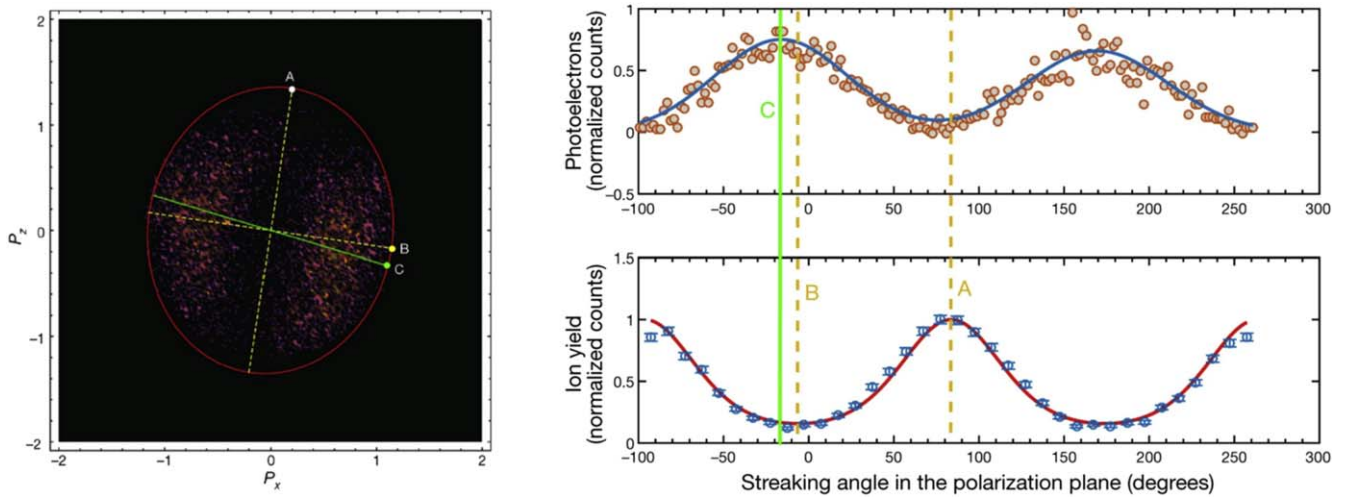 2
1
0
−1
−2
−2
−1
0
1
2
P_z
P_x
A
B
C
1
0.5
0
−0.5
−100
−50
0
50
100
150
200
250
300
Photoelectrons
(normalized counts)
C
1.5
1
0.5
0
−100
−50
0
50
100
150
200
250
300
Ion yield
(normalized counts)
B
A
Streaking angle in the polarization plane (degrees)